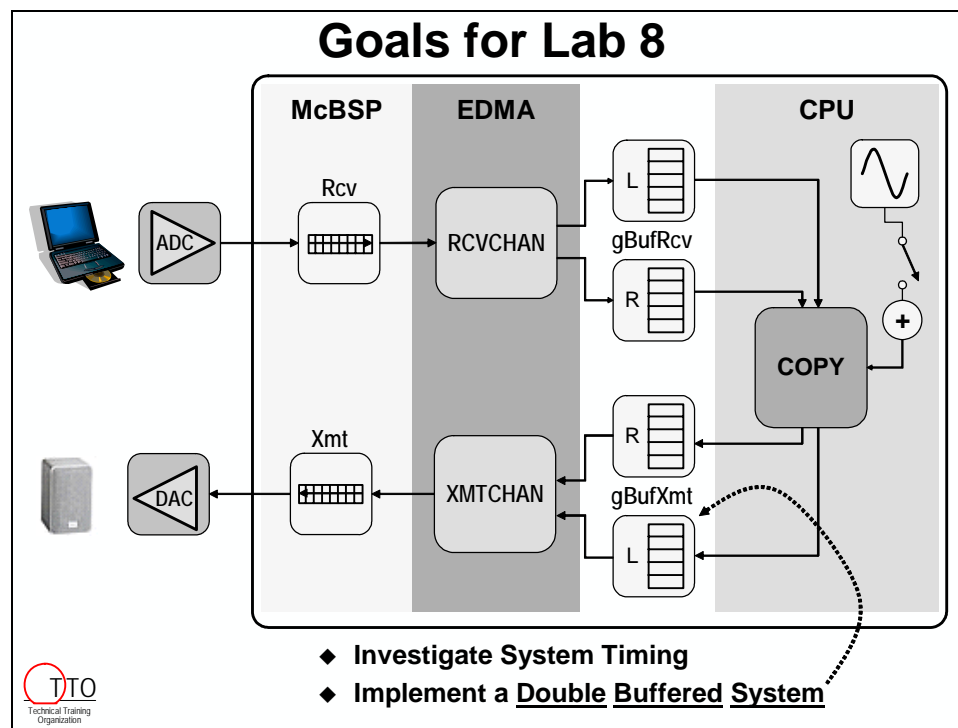 Goals for Lab 8
McBSP
EDMA
CPU
Rcv
ADC
RCVCHAN
L
gBufRcv
R
+
COPY
Xmt
DAC
XMTCHAN
R
gBufXmt
L
◆ Investigate System Timing
◆ Implement a Double Buffered System
TTO
Technical Training
Organization